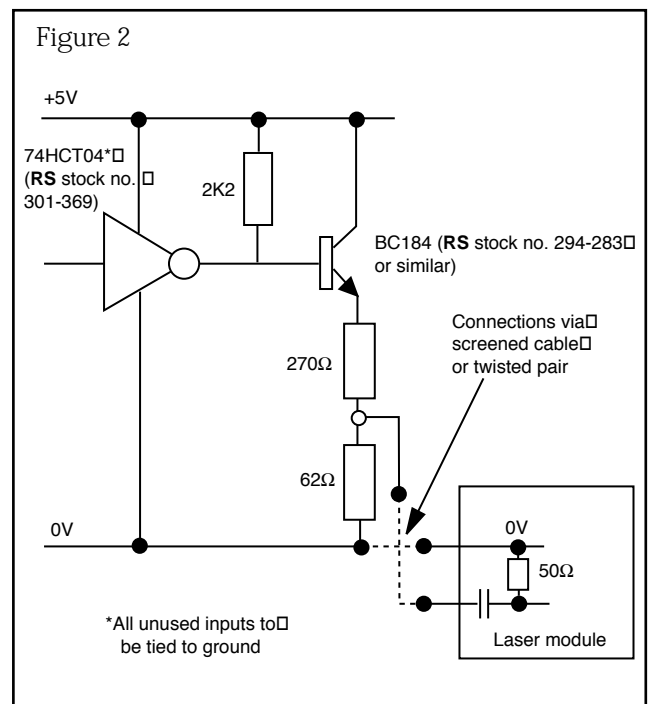 Figure 2
+5V
74HCT04*
(RS stock no.
301-369)
2K2
BC184 (RS stock no. 294-283
or similar)
Connections via
screened cable
or twisted pair
270Ω
62Ω
0V
0V
50Ω
*All unused inputs to
be tied to ground
Laser module